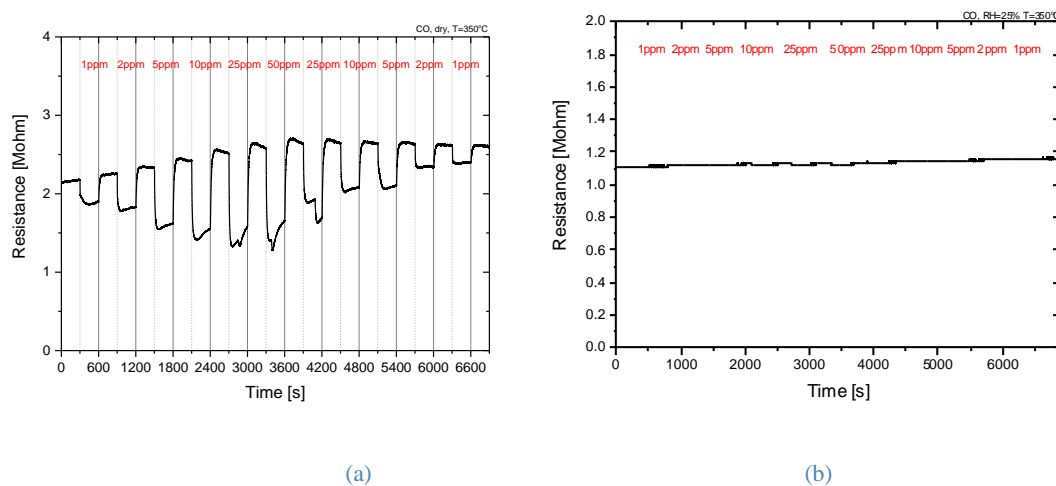 CO, dry, T=350°C
4
1ppm 2ppm 5ppm 10ppm 25ppm 50ppm 25ppm 10ppm 5ppm 2ppm 1ppm
3
2
1
0
Resistance [Mohm]
0 600 1200 1800 2400 3000 3600 4200 4800 5400 6000 6600
Time [s]
(a)
CO, RH=25% T=350°C
2.0
1ppm 2ppm 5ppm 10ppm 25ppm 50ppm 25ppm 10ppm 5ppm 2ppm 1ppm
1.8
1.6
1.4
1.2
1.0
0.8
0.6
0.4
0.2
0.0
Resistance [Mohm]
0 1000 2000 3000 4000 5000 6000
Time [s]
(b)